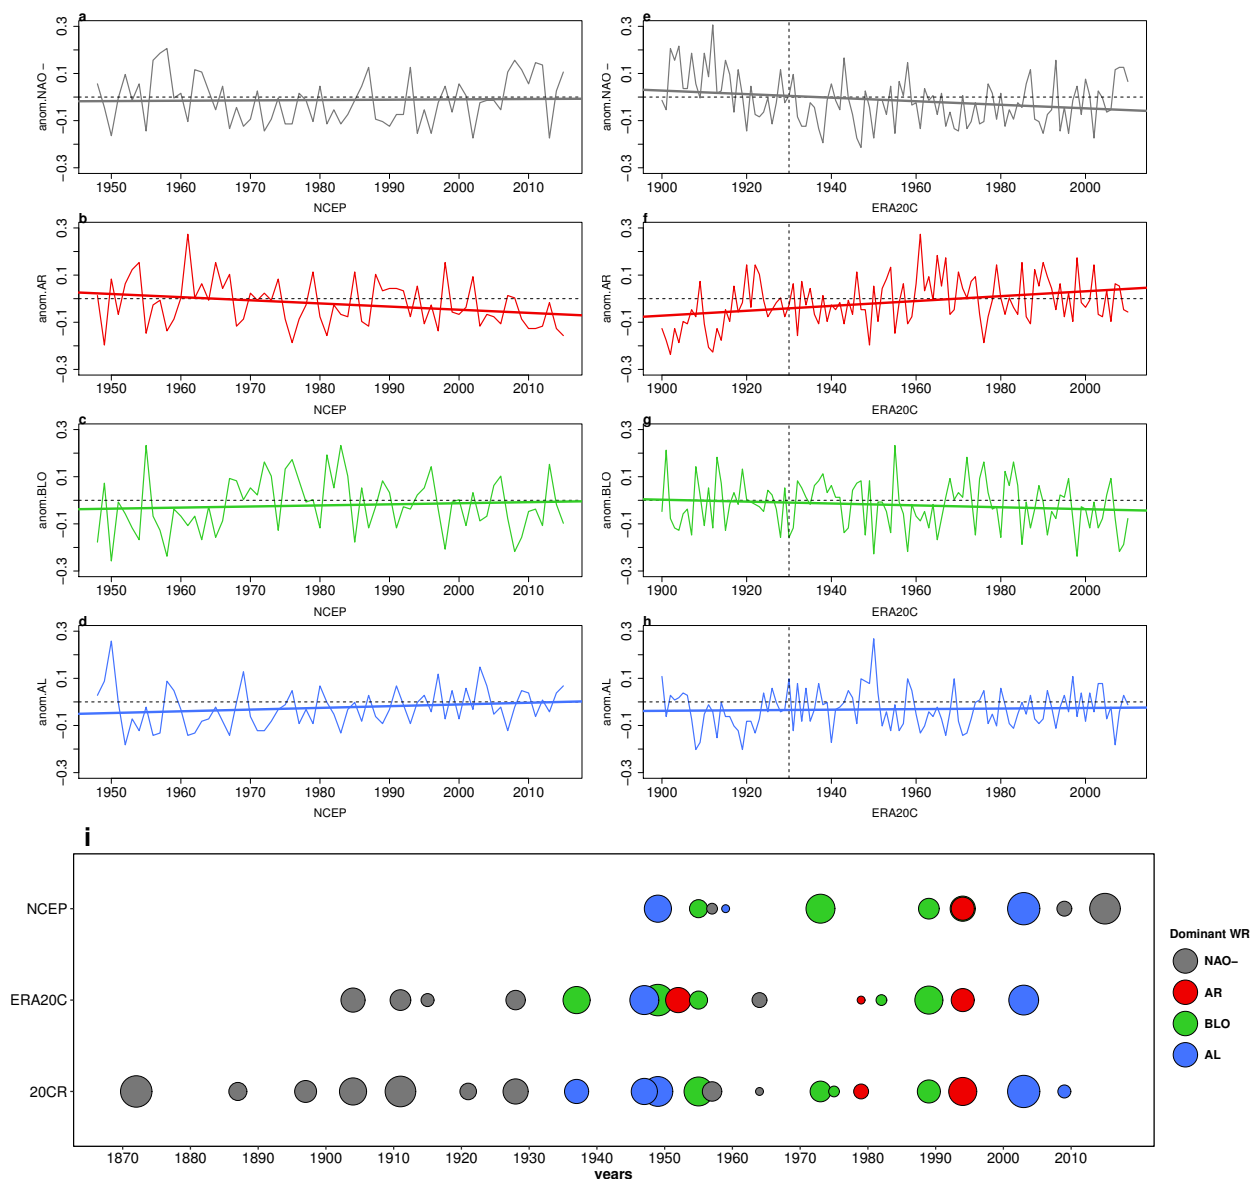 a
anom.NAO −
−0.3 −0.1 0.1 0.3
1950 1960 1970 1980 1990 2000 2010
NCEP
e
anom.NAO −
−0.3 −0.1 0.1 0.3
1900 1920 1940 1960 1980 2000
ERA20C
b
anom.AR
−0.3 −0.1 0.1 0.3
1950 1960 1970 1980 1990 2000 2010
NCEP
f
anom.AR
−0.3 −0.1 0.1 0.3
1900 1920 1940 1960 1980 2000
ERA20C
c
anom.BLO
−0.3 −0.1 0.1 0.3
1950 1960 1970 1980 1990 2000 2010
NCEP
g
anom.BLO
−0.3 −0.1 0.1 0.3
1900 1920 1940 1960 1980 2000
ERA20C
d
anom.AL
−0.3 −0.1 0.1 0.3
1950 1960 1970 1980 1990 2000 2010
NCEP
h
anom.AL
−0.3 −0.1 0.1 0.3
1900 1920 1940 1960 1980 2000
ERA20C
i
NCEP
ERA20C
20CR
1870 1880 1890 1900 1910 1920 1930 1940 1950 1960 1970 1980 1990 2000 2010
years
Dominant WR
NAO−
AR
BLO
AL